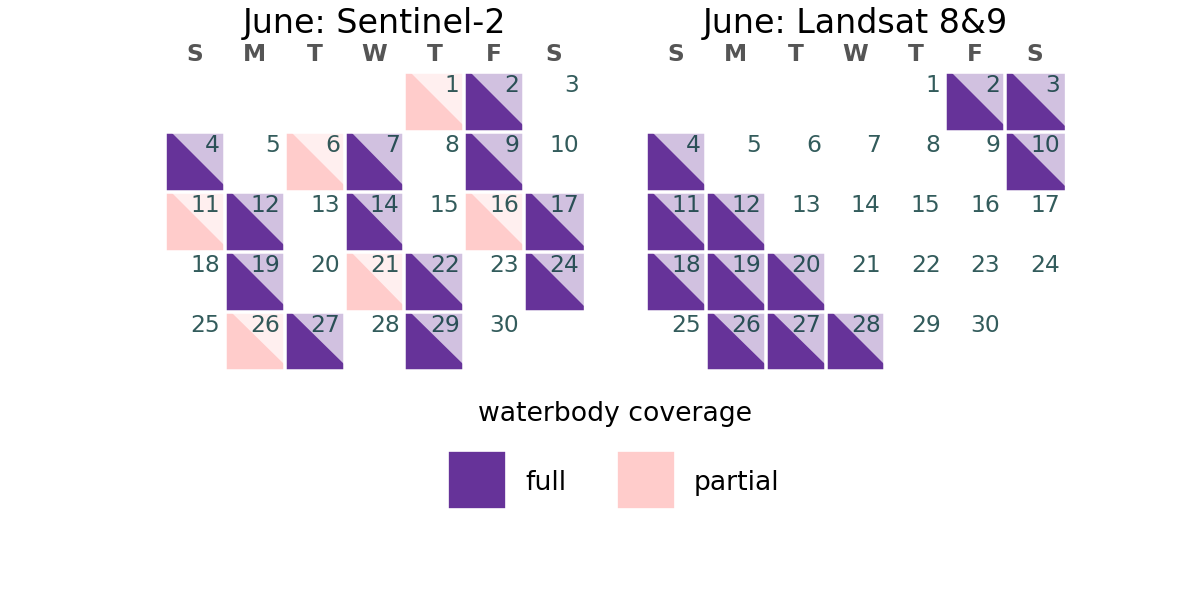 June: Sentinel-2
S M T W T F S
1 2 3
4 5 6 7 8 9 10
11 12 13 14 15 16 17
18 19 20 21 22 23 24
25 26 27 28 29 30
June: Landsat 8&9
S M T W T F S
1 2 3
4 5 6 7 8 9 10
11 12 13 14 15 16 17
18 19 20 21 22 23 24
25 26 27 28 29 30
waterbody coverage
full
partial